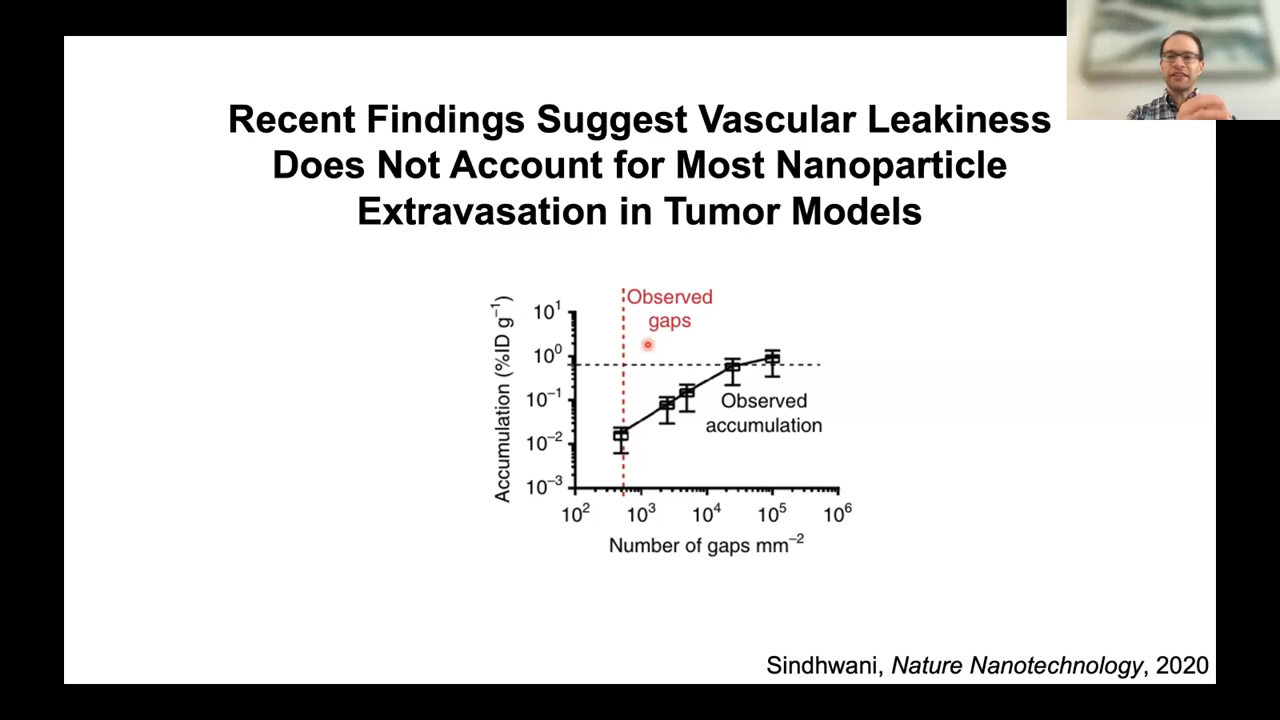 Recent Findings Suggest Vascular Leakiness
Does Not Account for Most Nanoparticle
Extravasation in Tumor Models
Observed
gaps
Accumulation (%ID g⁻¹)
10¹
10⁰
10⁻¹
10⁻²
10⁻³
Observed
accumulation
10² 10³ 10⁴ 10⁵ 10⁶
Number of gaps mm⁻²
Sindhwani, Nature Nanotechnology, 2020